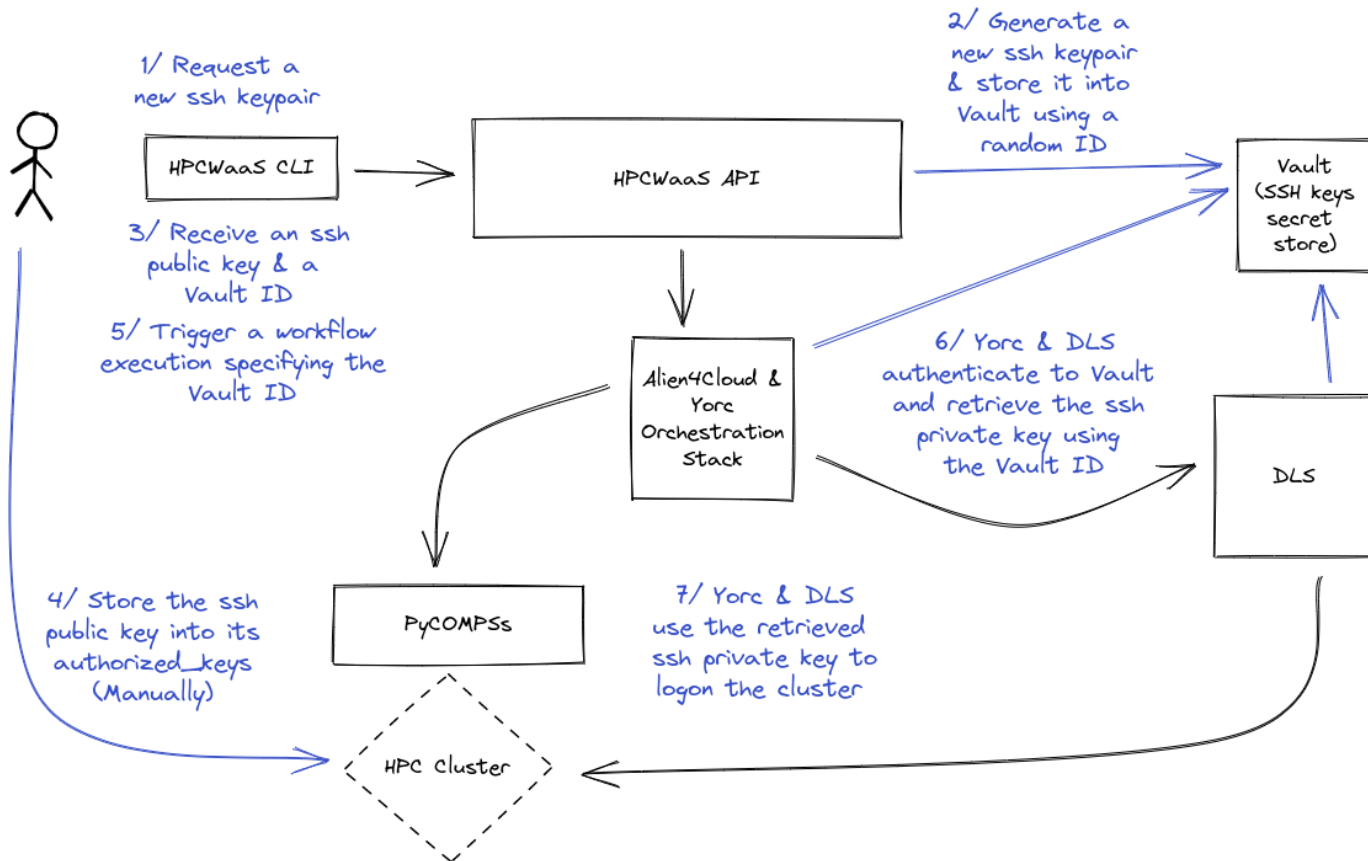 1/ Request a
new ssh keypair
2/ Generate a
new ssh keypair
& store it into
Vault using a
random ID
HPCWaaS CLI
HPCWaaS API
Vault
(SSH keys
secret
store)
3/ Receive an ssh
public key & a
Vault ID
5/ Trigger a workflow
execution specifying the
Vault ID
Alien4Cloud &
Yorc
Orchestration
Stack
6/ Yorc & DLS
authenticate to Vault
and retrieve the ssh
private key using
the Vault ID
DLS
4/ Store the ssh
public key into its
authorized_keys
(Manually)
PyCOMPSs
7/ Yorc & DLS
use the retrieved
ssh private key to
logon the cluster
HPC Cluster